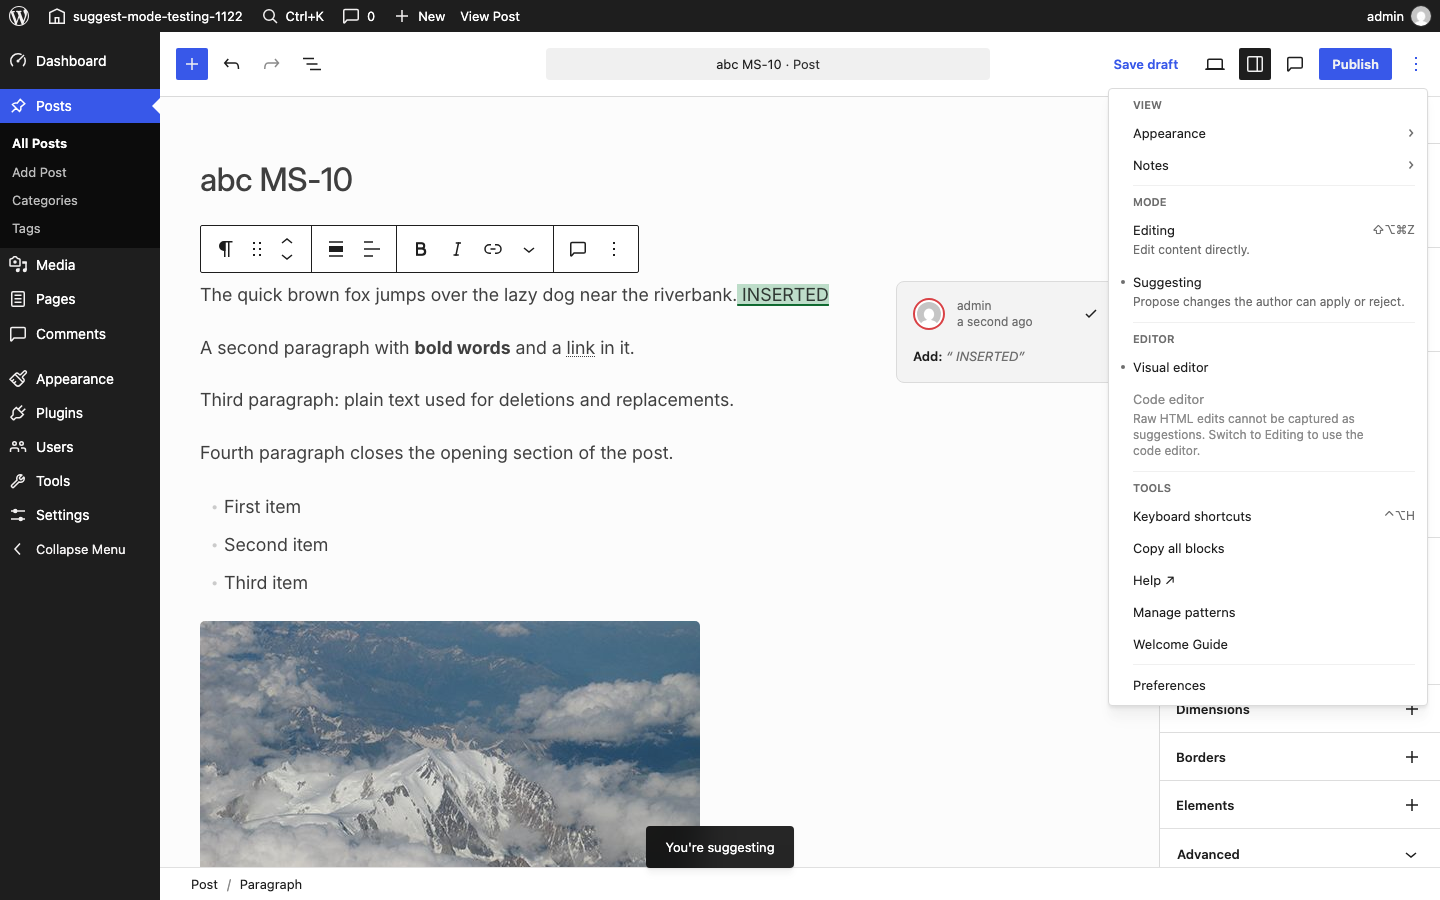 suggest-mode-testing-1122
Ctrl+K
0
New
View Post
admin
Dashboard
Posts
All Posts
Add Post
Categories
Tags
Media
Pages
Comments
Appearance
Plugins
Users
Tools
Settings
Collapse Menu
abc MS-10 · Post
Save draft
Publish
abc MS-10
B I
The quick brown fox jumps over the lazy dog near the riverbank. INSERTED
A second paragraph with bold words and a link in it.
Third paragraph: plain text used for deletions and replacements.
Fourth paragraph closes the opening section of the post.
• First item
• Second item
• Third item
admin
a second ago
Add: “ INSERTED”
VIEW
Appearance
Notes
MODE
Editing ⇧⌥⌘Z
Edit content directly.
Suggesting
Propose changes the author can apply or reject.
EDITOR
Visual editor
Code editor
Raw HTML edits cannot be captured as
suggestions. Switch to Editing to use the
code editor.
TOOLS
Keyboard shortcuts ⌃⌥H
Copy all blocks
Help ↗
Manage patterns
Welcome Guide
Preferences
Dimensions
Borders
Elements
Advanced
You're suggesting
Post / Paragraph